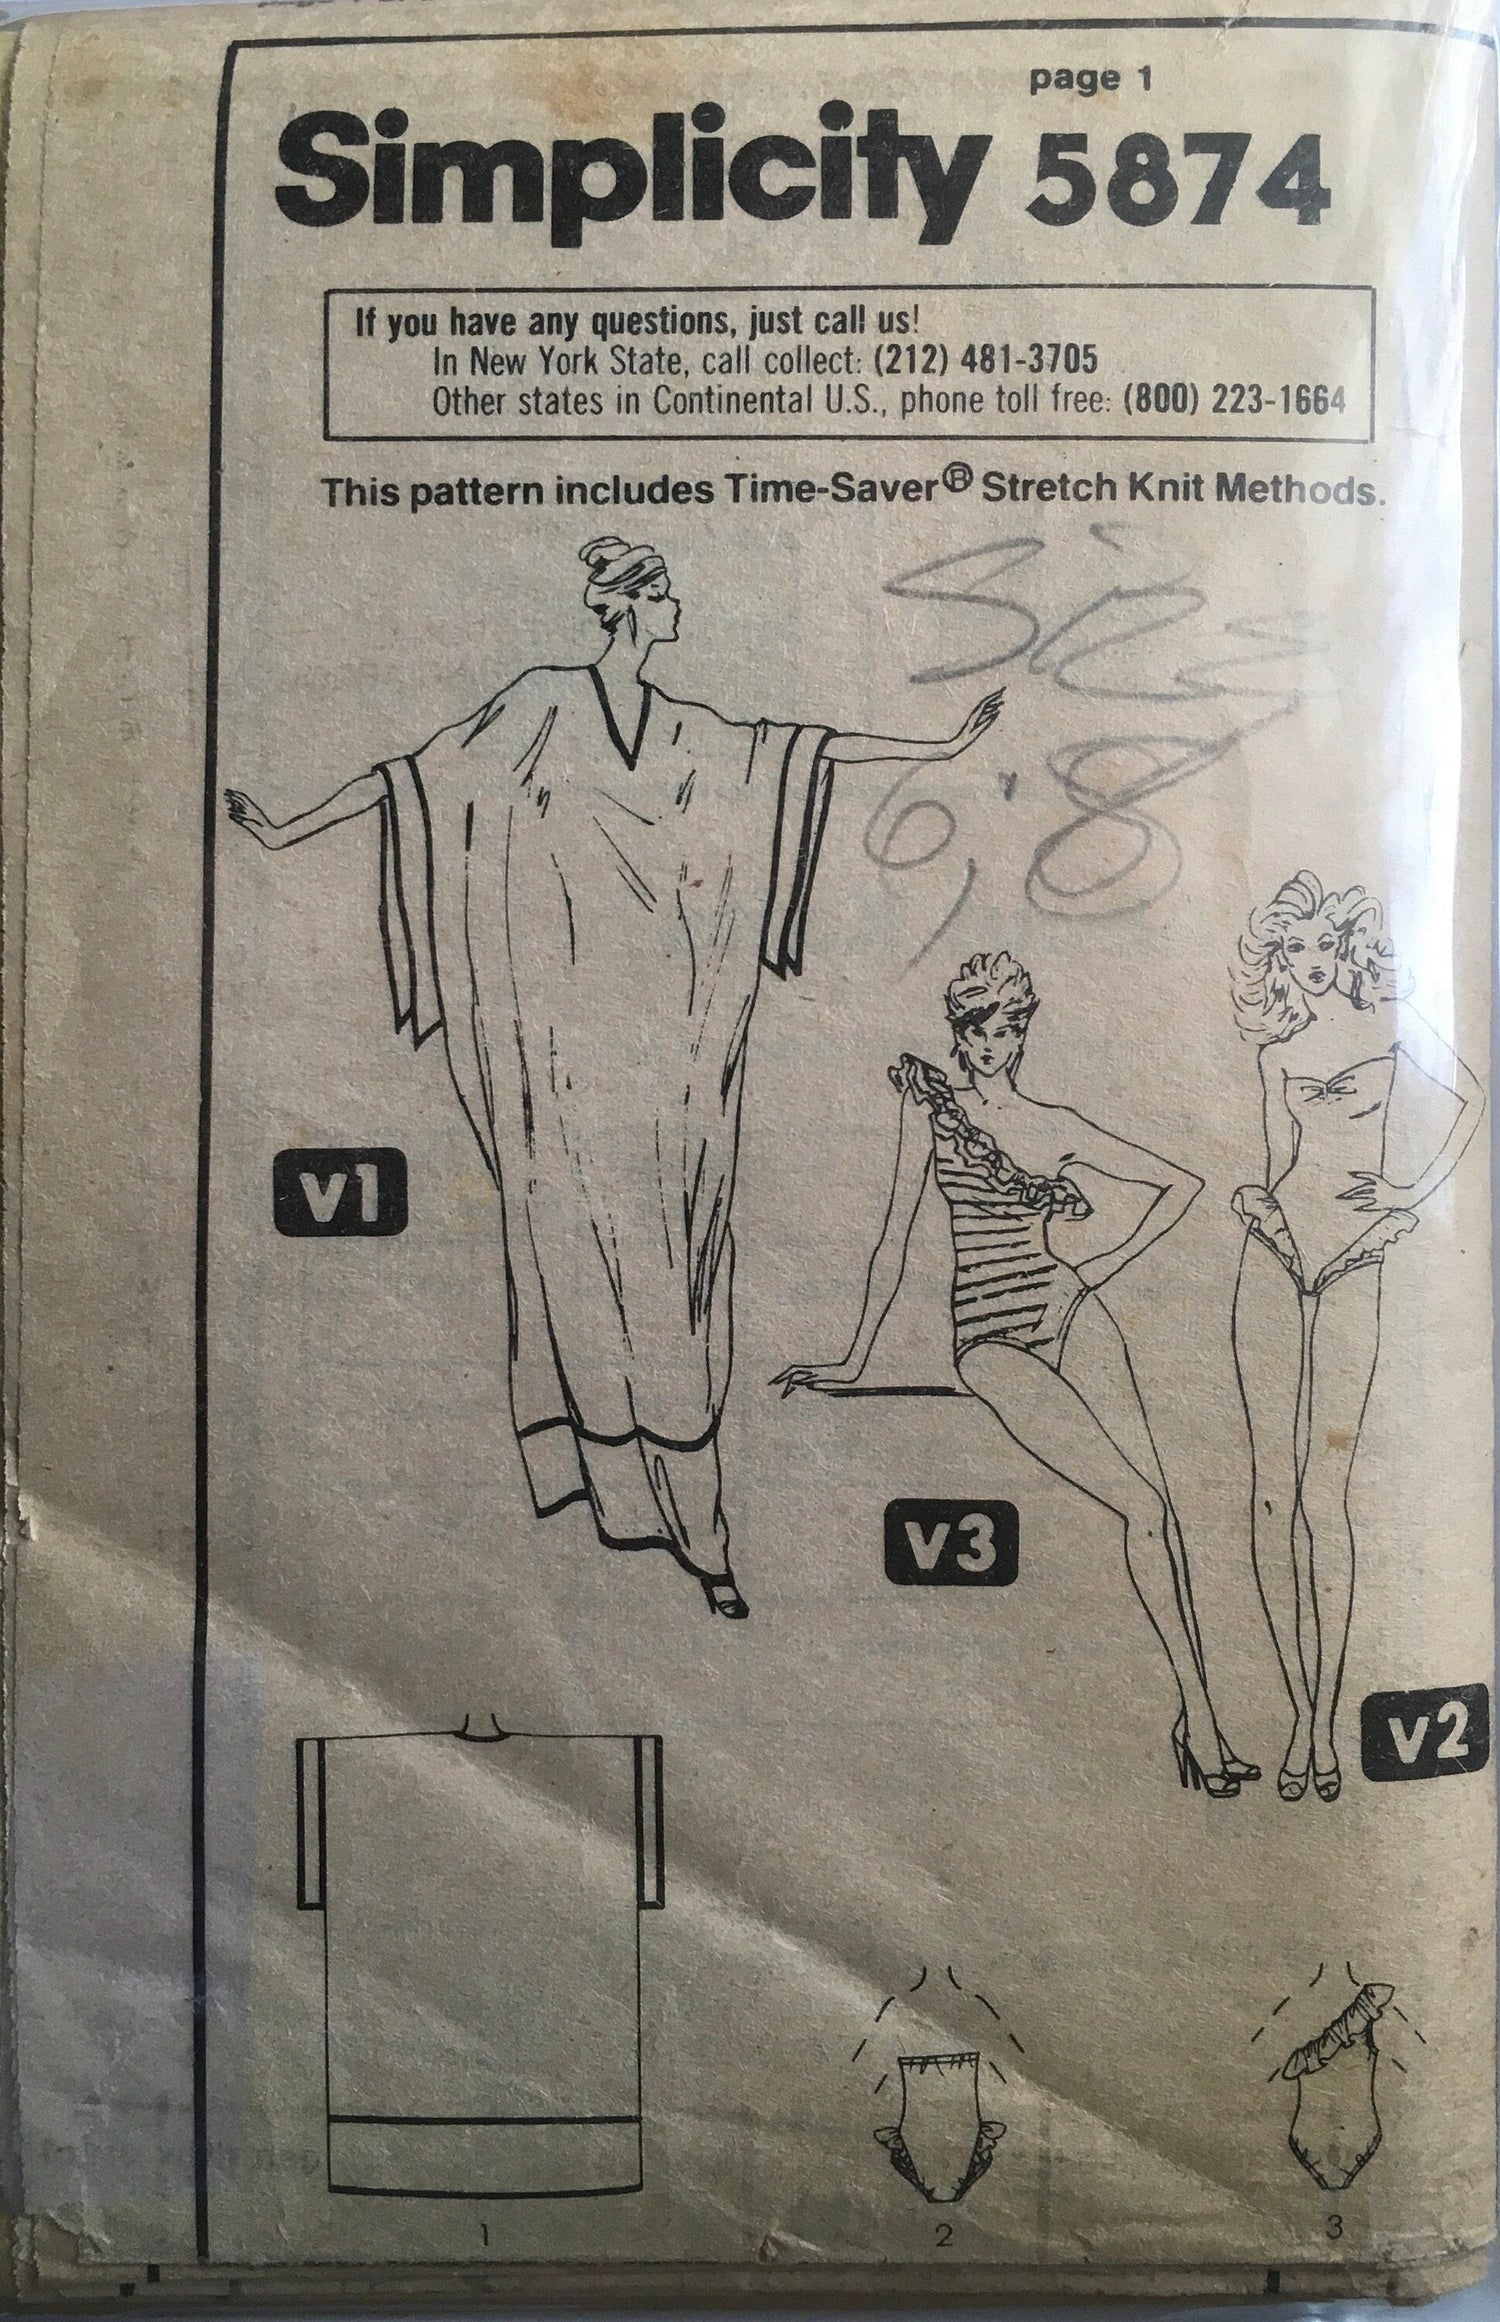 page 1
Simplicity 5874
If you have any questions, just call us!
In New York State, call collect: (212) 481-3705
Other states in Continental U.S., phone toll free: (800) 223-1664
This pattern includes Time-Saver® Stretch Knit Methods.
Size
6, 8
v1
v3
v2
1
2
3